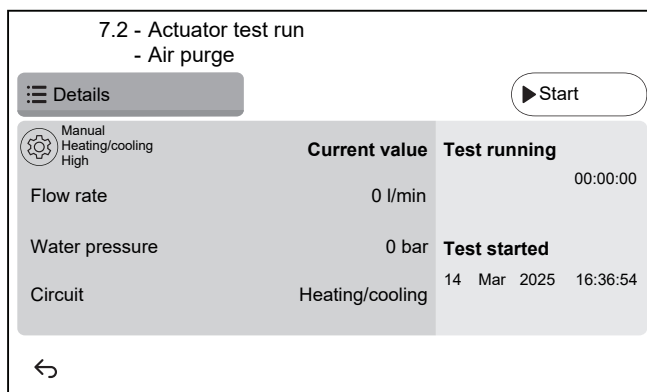 7.2 - Actuator test run
- Air purge
Details
Start
Manual
Heating/cooling
High
Current value
Test running
00:00:00
Flow rate
0 l/min
Water pressure
0 bar
Test started
14 Mar 2025 16:36:54
Circuit
Heating/cooling